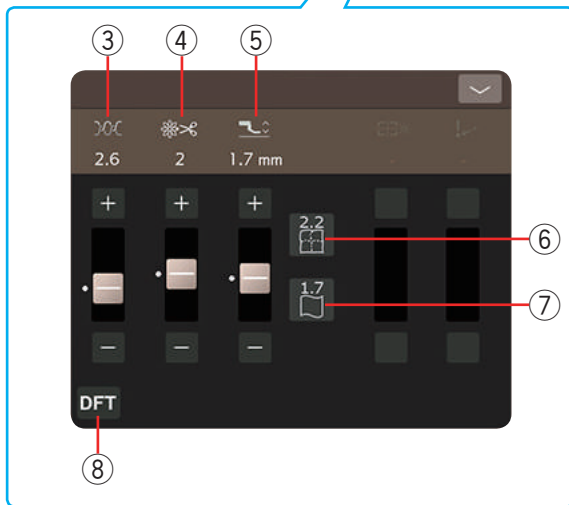 ③ ④ ⑤
2.6 2 1.7 mm
+ + +
2.2
⑥
1.7
⑦
− − −
DFT
⑧